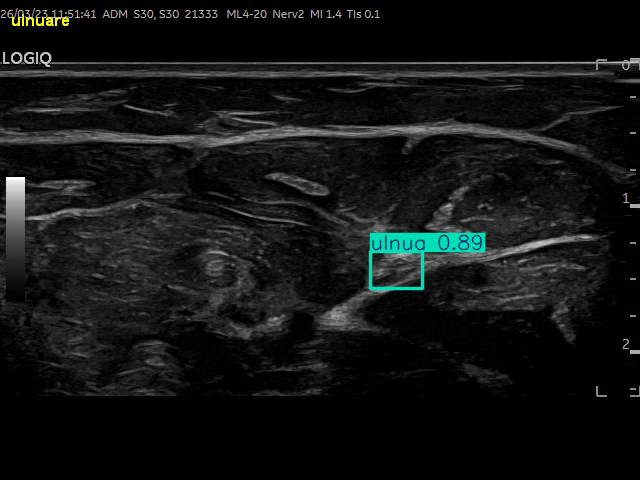 26/03/23 11:51:41 ADM S30, S30 21333 ML4-20 Nerv2 MI 1.4 TIs 0.1
ulnuare
LOGIQ
0
1
ulnua 0.89
2